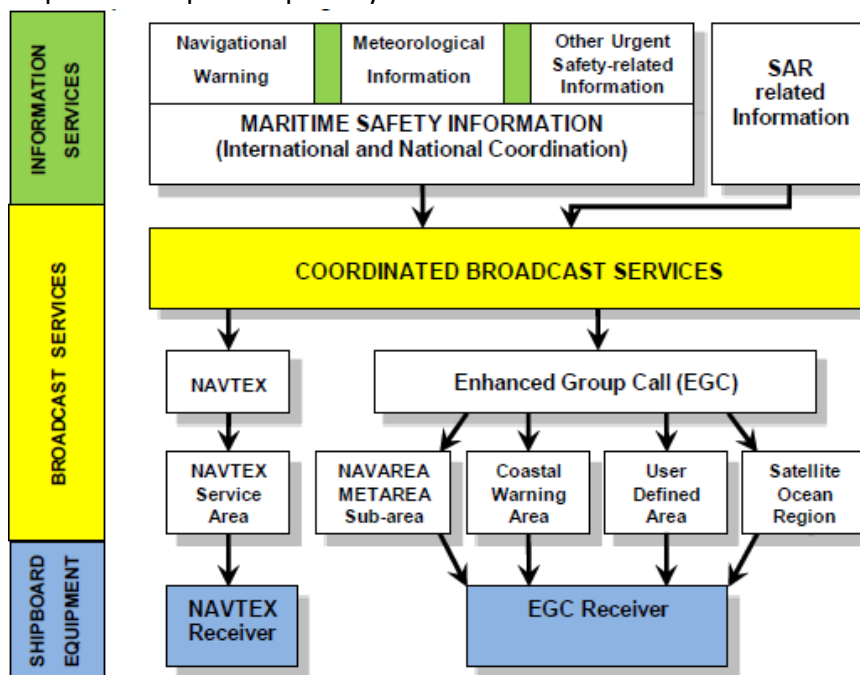 INFORMATION
SERVICES
Navigational
Warning
Meteorological
Information
Other Urgent
Safety-related
Information
MARITIME SAFETY INFORMATION
(International and National Coordination)
SAR
related
Information
BROADCAST SERVICES
COORDINATED BROADCAST SERVICES
NAVTEX
Enhanced Group Call (EGC)
NAVTEX
Service
Area
NAVAREA
METAREA
Sub-area
Coastal
Warning
Area
User
Defined
Area
Satellite
Ocean
Region
SHIPBOARD
EQUIPMENT
NAVTEX
Receiver
EGC Receiver